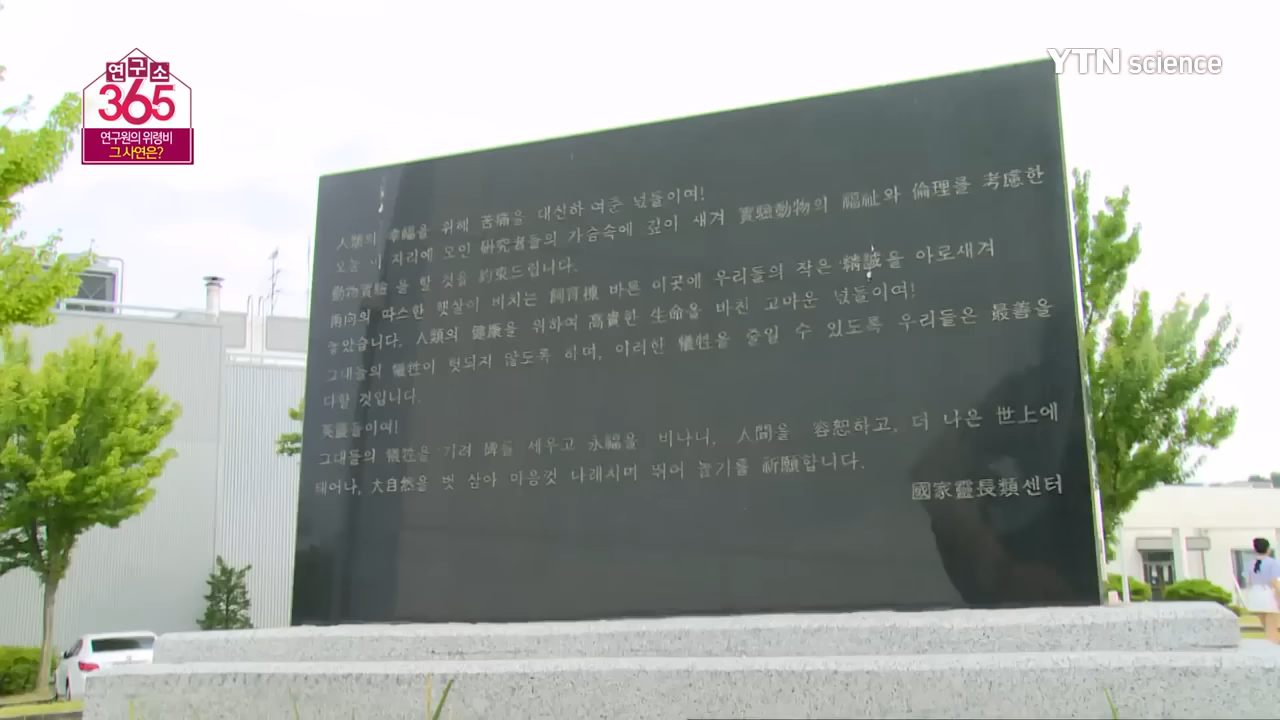 연구소
365
연구원의 위령비
그 사연은?
YTN science
人類의 幸福을 위해 苦痛을 대신하여준 넋들이여!
오늘 이 자리에 모인 硏究者들의 가슴속에 깊이 새겨 實驗動物의 福祉와 倫理를 考慮한
動物實驗을 할 것을 約束드립니다.
南向의 따스한 햇살이 비치는 飼育棟 바른 이곳에 우리들의 작은 精誠을 아로새겨
놓았습니다. 人類의 健康을 위하여 高貴한 生命을 바친 고마운 넋들이여!
그대들의 犧牲이 헛되지 않도록 하며, 이러한 犧牲을 줄일 수 있도록 우리들은 最善을
다할 것입니다.
英靈들이여!
그대들의 犧牲을 기려 碑를 세우고 永福을 비나니, 人間을 容恕하고, 더 나은 世上에
태어나, 大自然을 벗 삼아 마음껏 나래치며 뛰어 놀기를 祈願합니다.
國家靈長類센터